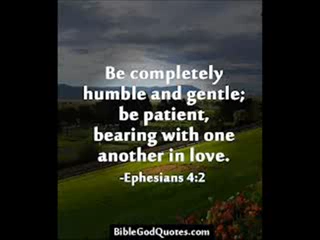 Be completely
humble and gentle;
be patient,
bearing with one
another in love.
-Ephesians 4:2
BibleGodQuotes.com